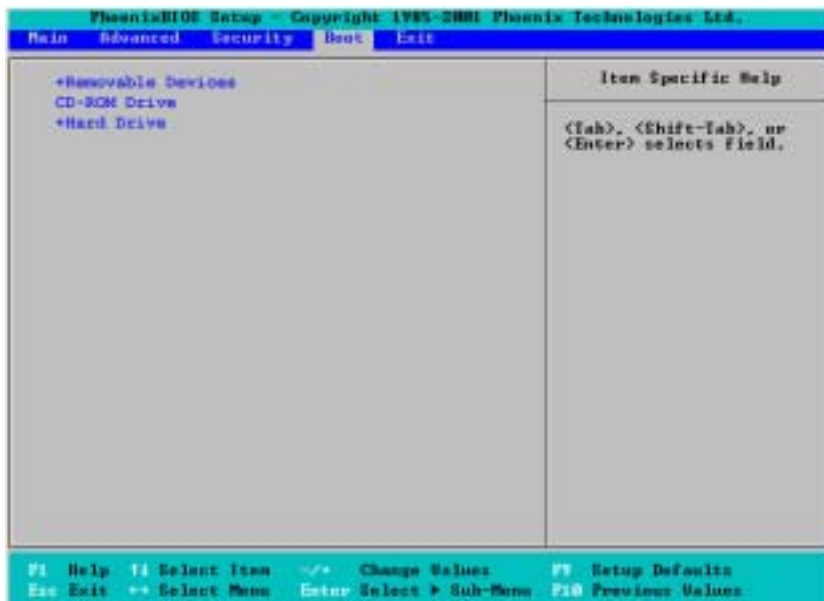 PhoenixBIOS Setup - Copyright 1985-2001 Phoenix Technologies Ltd.
Main Advanced Security Boot Exit
+Removable Devices
CD-ROM Drive
+Hard Drive
Item Specific Help
<Tab>, <Shift-Tab>, or
<Enter> selects field.
F1 Help ↑↓ Select Item -/+ Change Values F9 Setup Defaults
Esc Exit ↔ Select Menu Enter Select ▶ Sub-Menu F10 Previous Values